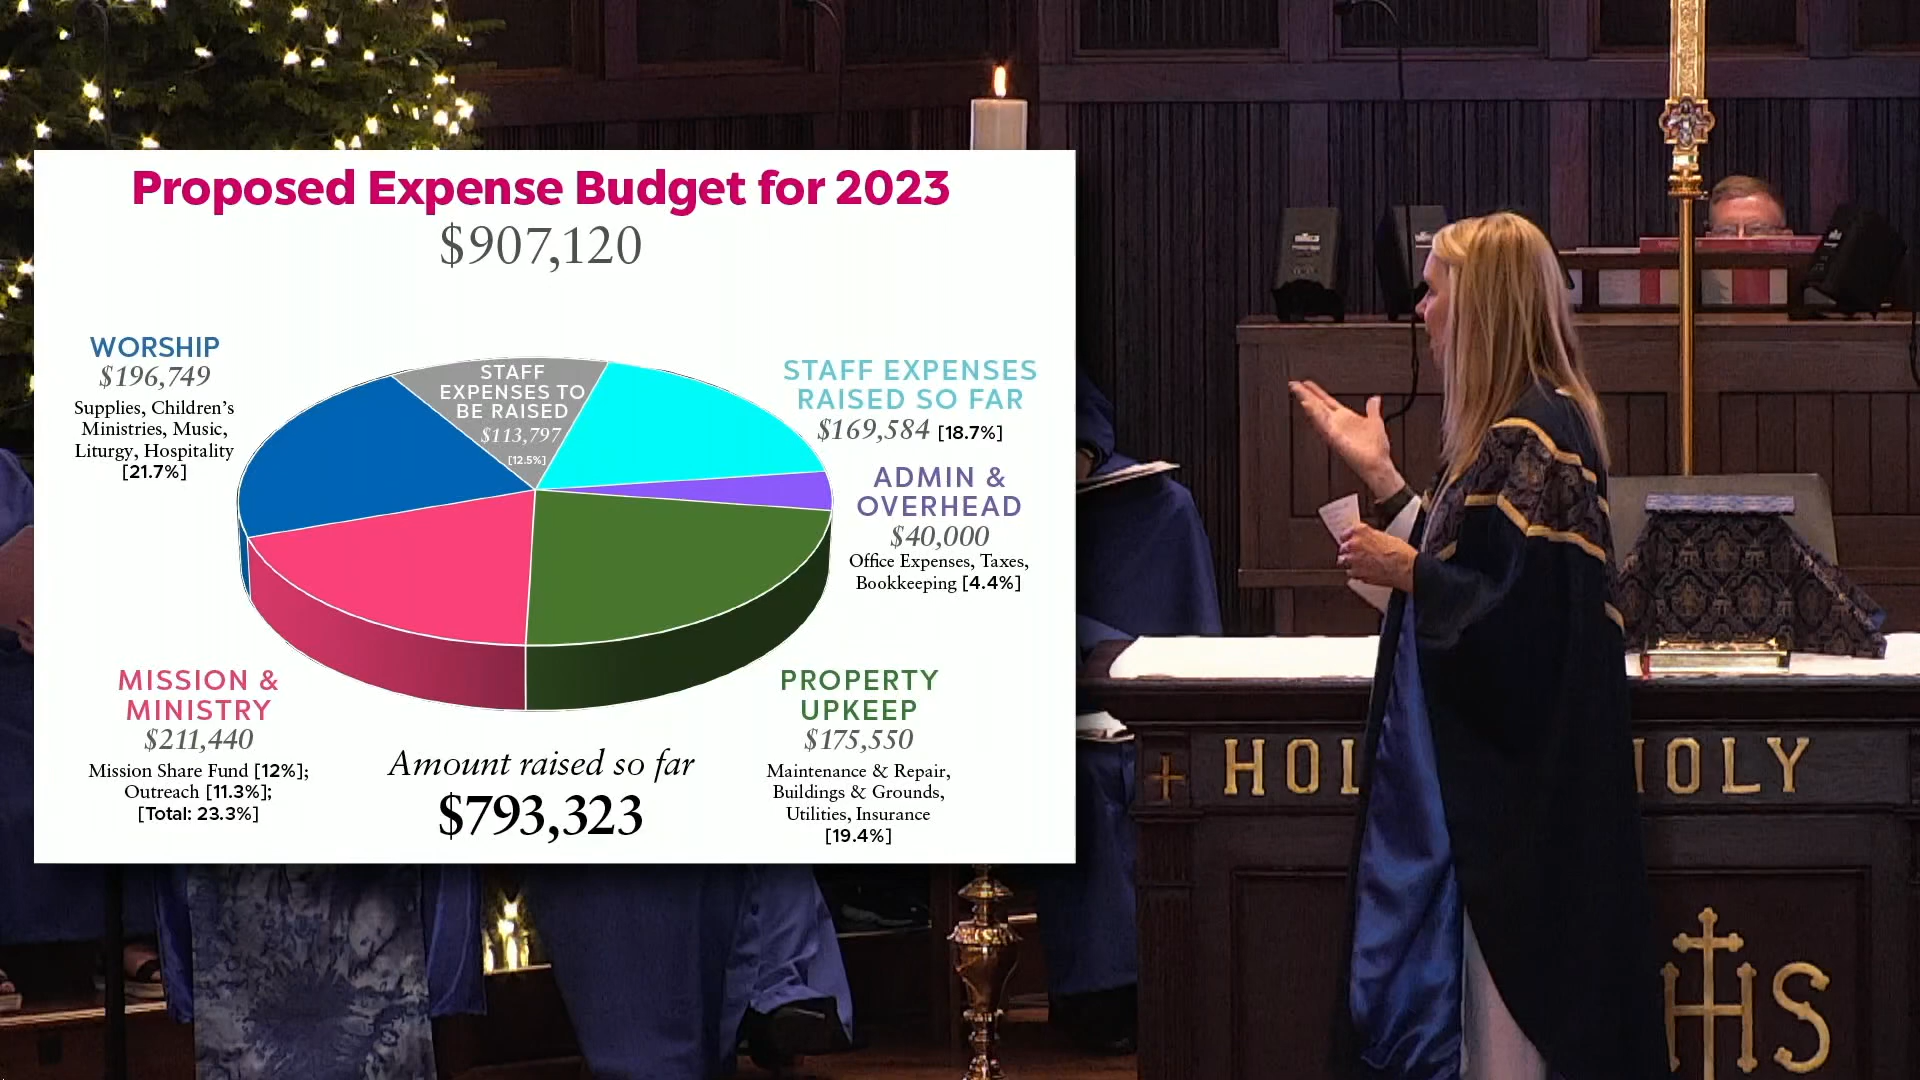 Proposed Expense Budget for 2023
$907,120
WORSHIP
$196,749
Supplies, Children's
Ministries, Music,
Liturgy, Hospitality
[21.7%]
STAFF
EXPENSES TO
BE RAISED
$113,797
[12.5%]
STAFF EXPENSES
RAISED SO FAR
$169,584 [18.7%]
ADMIN &
OVERHEAD
$40,000
Office Expenses, Taxes,
Bookkeeping [4.4%]
MISSION &
MINISTRY
$211,440
Mission Share Fund [12%];
Outreach [11.3%];
[Total: 23.3%]
Amount raised so far
$793,323
PROPERTY
UPKEEP
$175,550
Maintenance & Repair,
Buildings & Grounds,
Utilities, Insurance
[19.4%]
HOL OLY
IHS